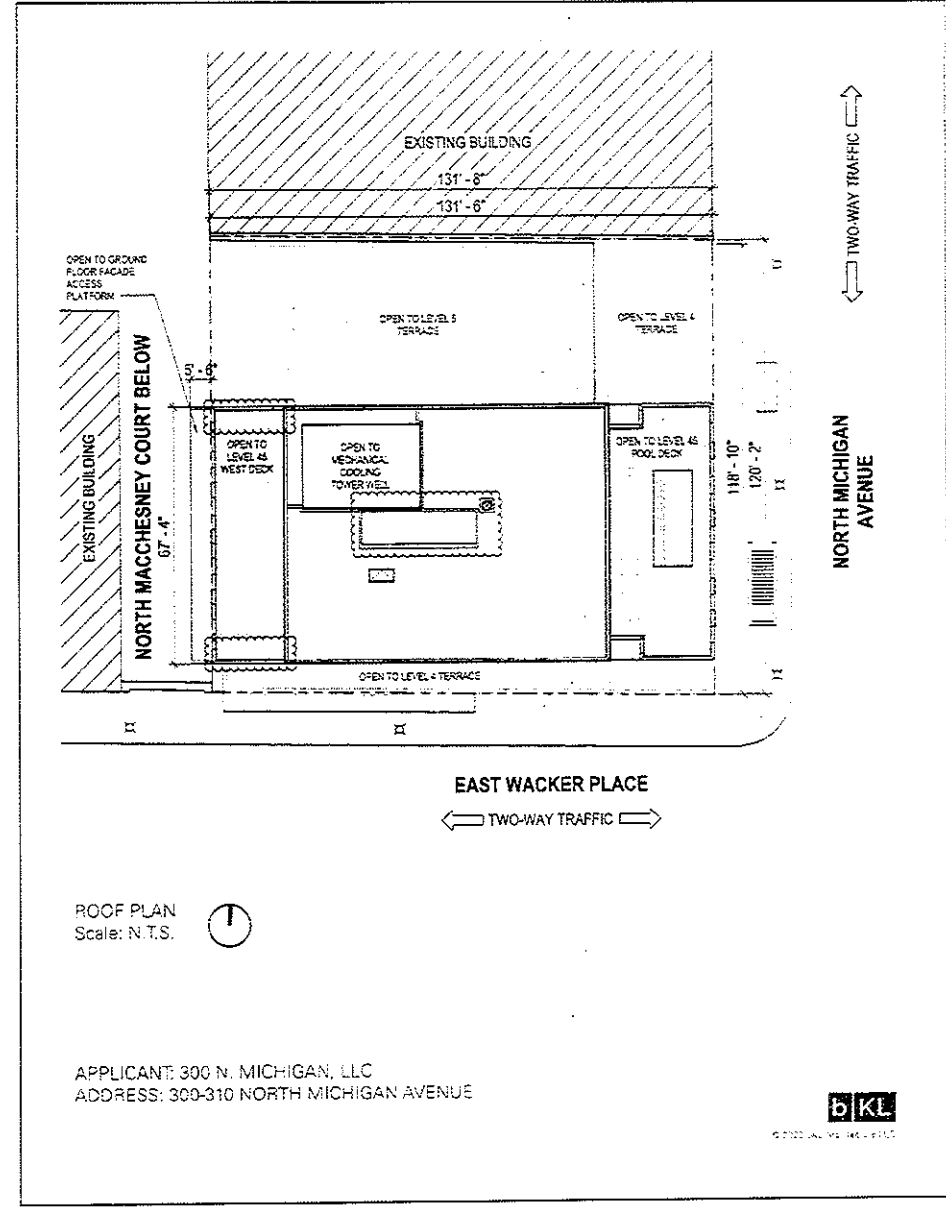 EXISTING BUILDING
131' - 8"
131' - 6"
TWO-WAY TRAFFIC
OPEN TO GROUND
FLOOR FACADE
ACCESS
PLATFORM
OPEN TO LEVEL 5
TERRACE
OPEN TO LEVEL 4
TERRACE
5' - 6"
NORTH MACCHESNEY COURT BELOW
EXISTING BUILDING
67' - 4"
OPEN TO
LEVEL 45
WEST DECK
OPEN TO
MECHANICAL
COOLING
TOWER WELL
OPEN TO LEVEL 45
POOL DECK
118' - 10"
120' - 2"
NORTH MICHIGAN
AVENUE
OPEN TO LEVEL 4 TERRACE
EAST WACKER PLACE
TWO-WAY TRAFFIC
ROOF PLAN
Scale: N.T.S.
APPLICANT: 300 N. MICHIGAN, LLC
ADDRESS: 300-310 NORTH MICHIGAN AVENUE
bKL